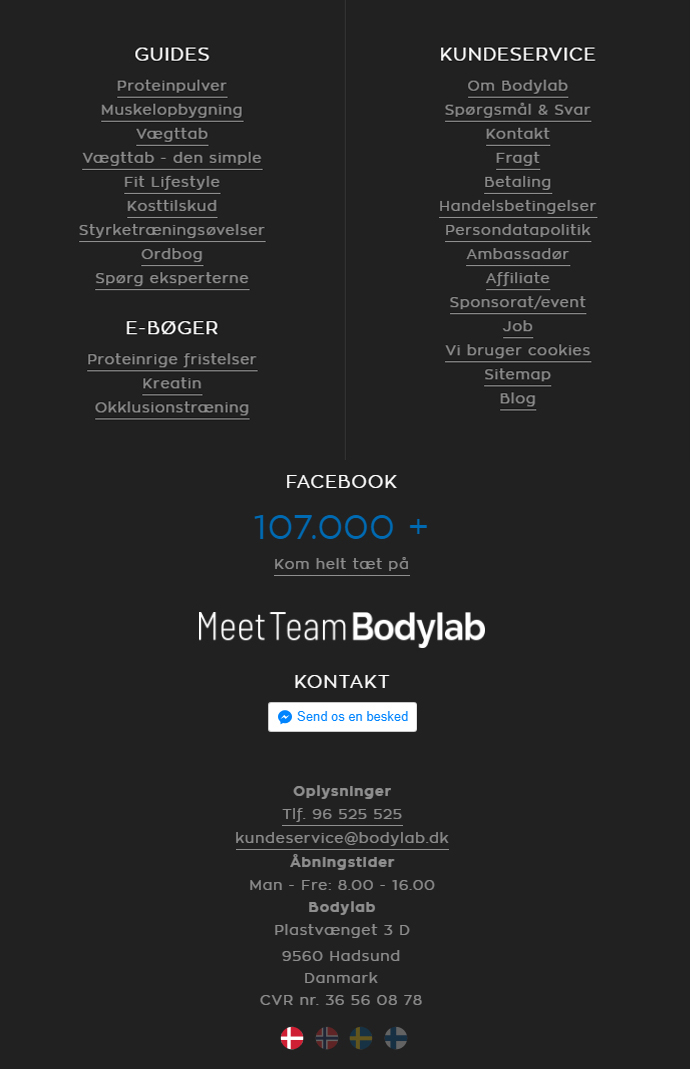 GUIDES
Proteinpulver
Muskelopbygning
Vægttab
Vægttab - den simple
Fit Lifestyle
Kosttilskud
Styrketræningsøvelser
Ordbog
Spørg eksperterne
E-BØGER
Proteinrige fristelser
Kreatin
Okklusionstræning
KUNDESERVICE
Om Bodylab
Spørgsmål & Svar
Kontakt
Fragt
Betaling
Handelsbetingelser
Persondatapolitik
Ambassadør
Affiliate
Sponsorat/event
Job
Vi bruger cookies
Sitemap
Blog
FACEBOOK
107.000 +
Kom helt tæt på
Meet Team Bodylab
KONTAKT
Send os en besked
Oplysninger
Tlf. 96 525 525
kundeservice@bodylab.dk
Åbningstider
Man - Fre: 8.00 - 16.00
Bodylab
Plastvænget 3 D
9560 Hadsund
Danmark
CVR nr. 36 56 08 78